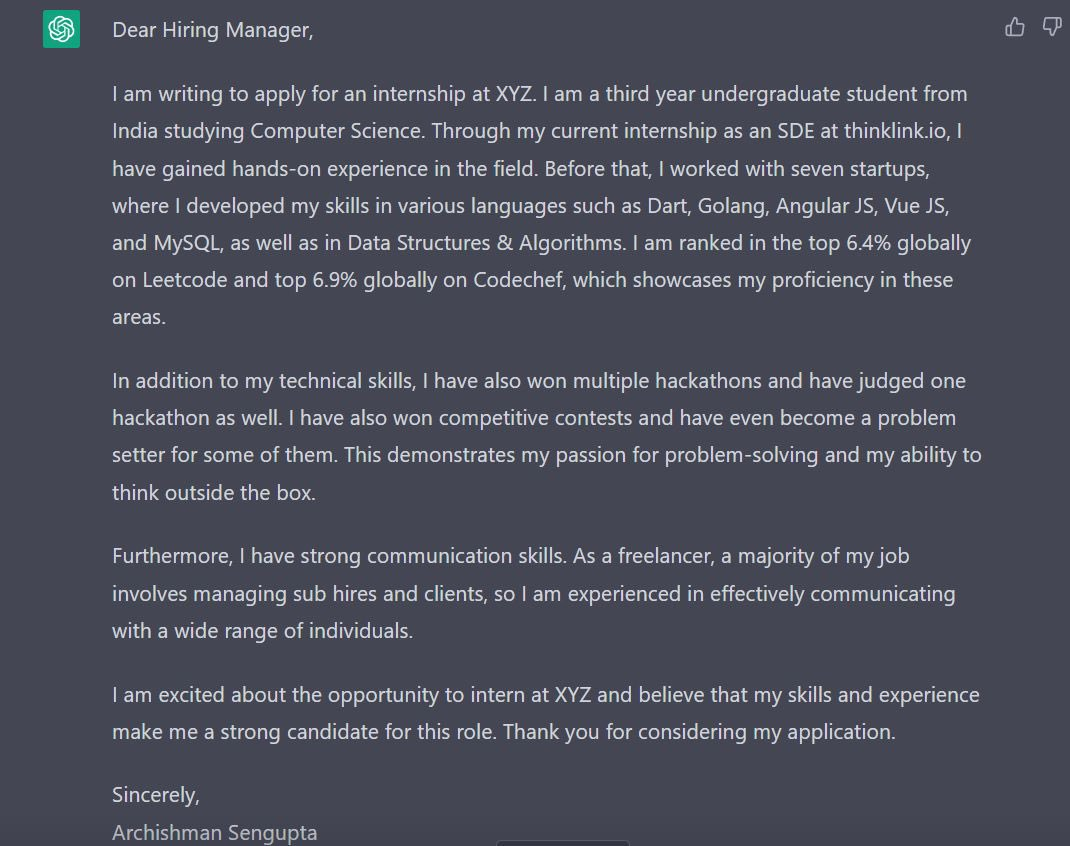 Dear Hiring Manager,
I am writing to apply for an internship at XYZ. I am a third year undergraduate student from
India studying Computer Science. Through my current internship as an SDE at thinklink.io, I
have gained hands-on experience in the field. Before that, I worked with seven startups,
where I developed my skills in various languages such as Dart, Golang, Angular JS, Vue JS,
and MySQL, as well as in Data Structures & Algorithms. I am ranked in the top 6.4% globally
on Leetcode and top 6.9% globally on Codechef, which showcases my proficiency in these
areas.
In addition to my technical skills, I have also won multiple hackathons and have judged one
hackathon as well. I have also won competitive contests and have even become a problem
setter for some of them. This demonstrates my passion for problem-solving and my ability to
think outside the box.
Furthermore, I have strong communication skills. As a freelancer, a majority of my job
involves managing sub hires and clients, so I am experienced in effectively communicating
with a wide range of individuals.
I am excited about the opportunity to intern at XYZ and believe that my skills and experience
make me a strong candidate for this role. Thank you for considering my application.
Sincerely,
Archishman Sengupta